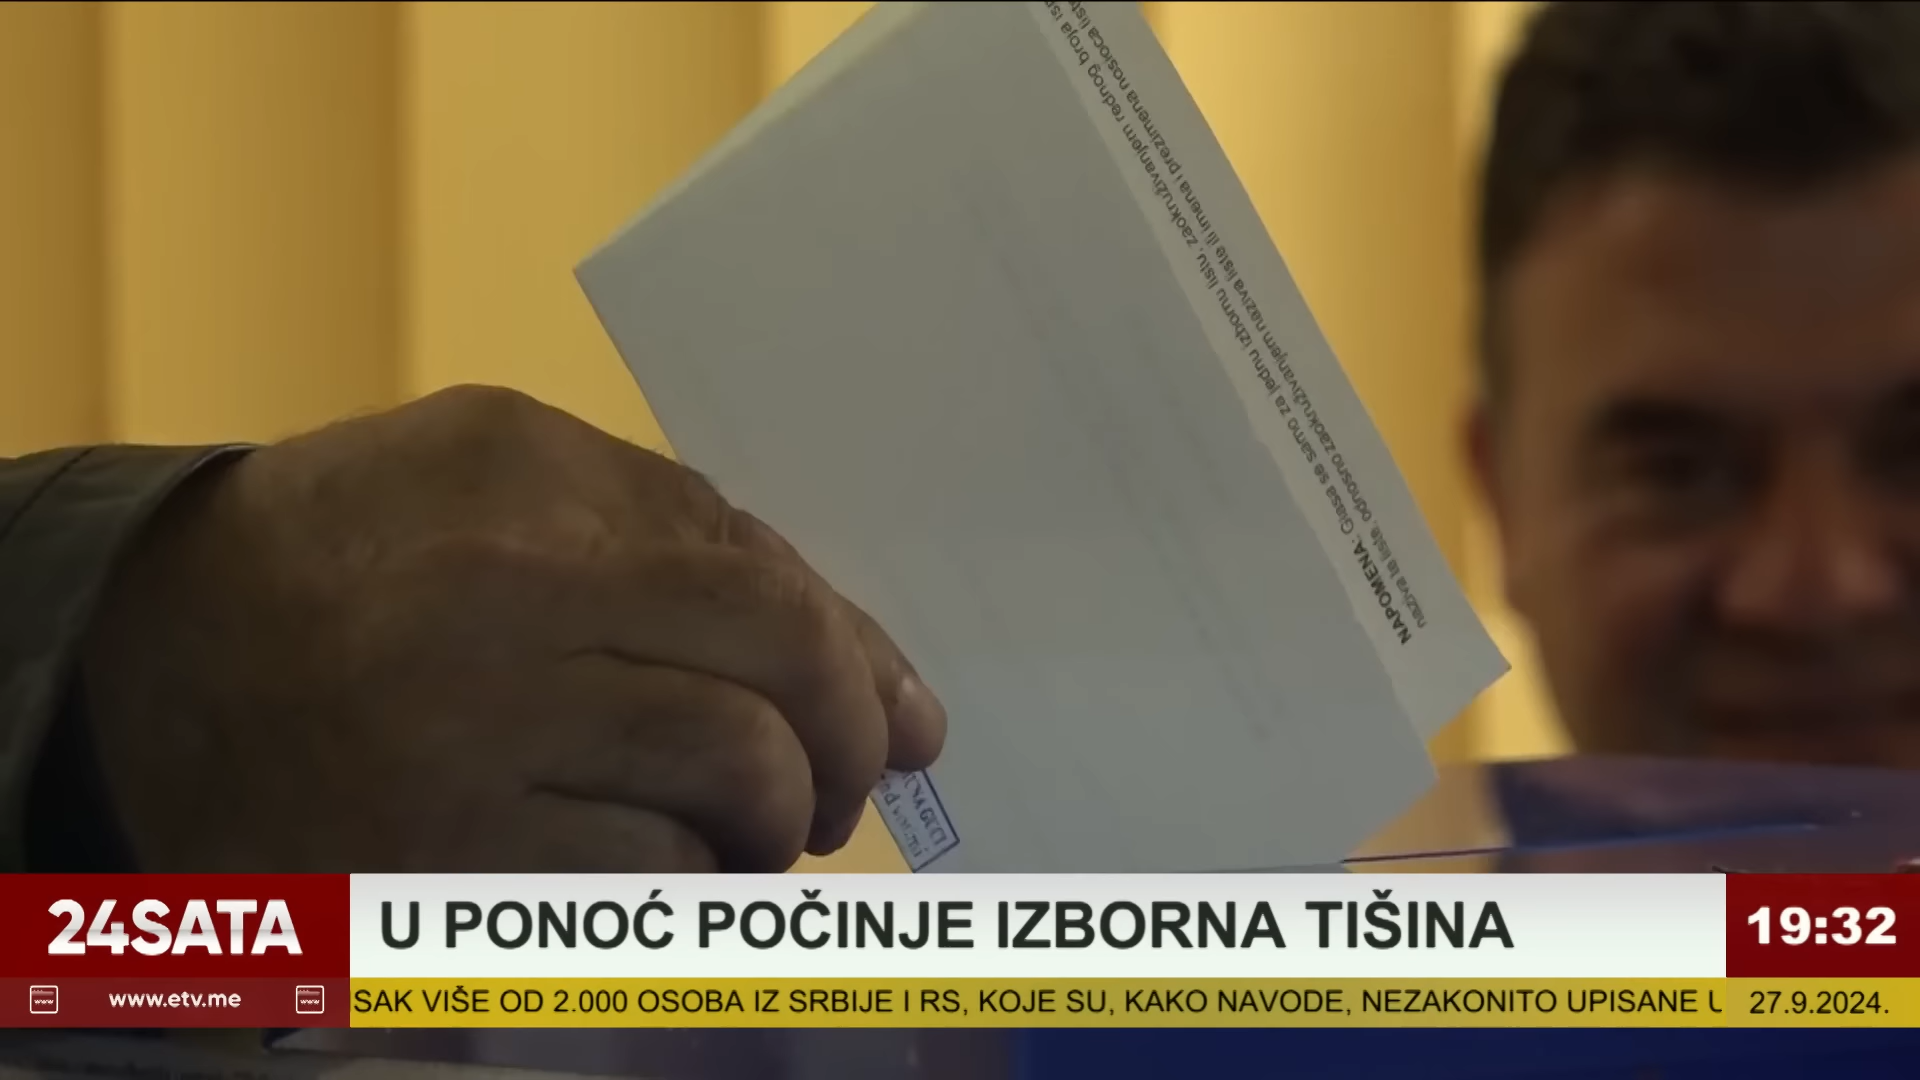 NAPOMENA: Glasa se samo za jednu izbornu listu, zaokruživanjem rednog broja
naziva te liste, odnosno zaokruživanjem naziva liste ili imena i prezimena nosioca
24SATA
U PONOĆ POČINJE IZBORNA TIŠINA
19:32
www
www.etv.me
www
SAK VIŠE OD 2.000 OSOBA IZ SRBIJE I RS, KOJE SU, KAKO NAVODE, NEZAKONITO UPISANE U
27.9.2024.